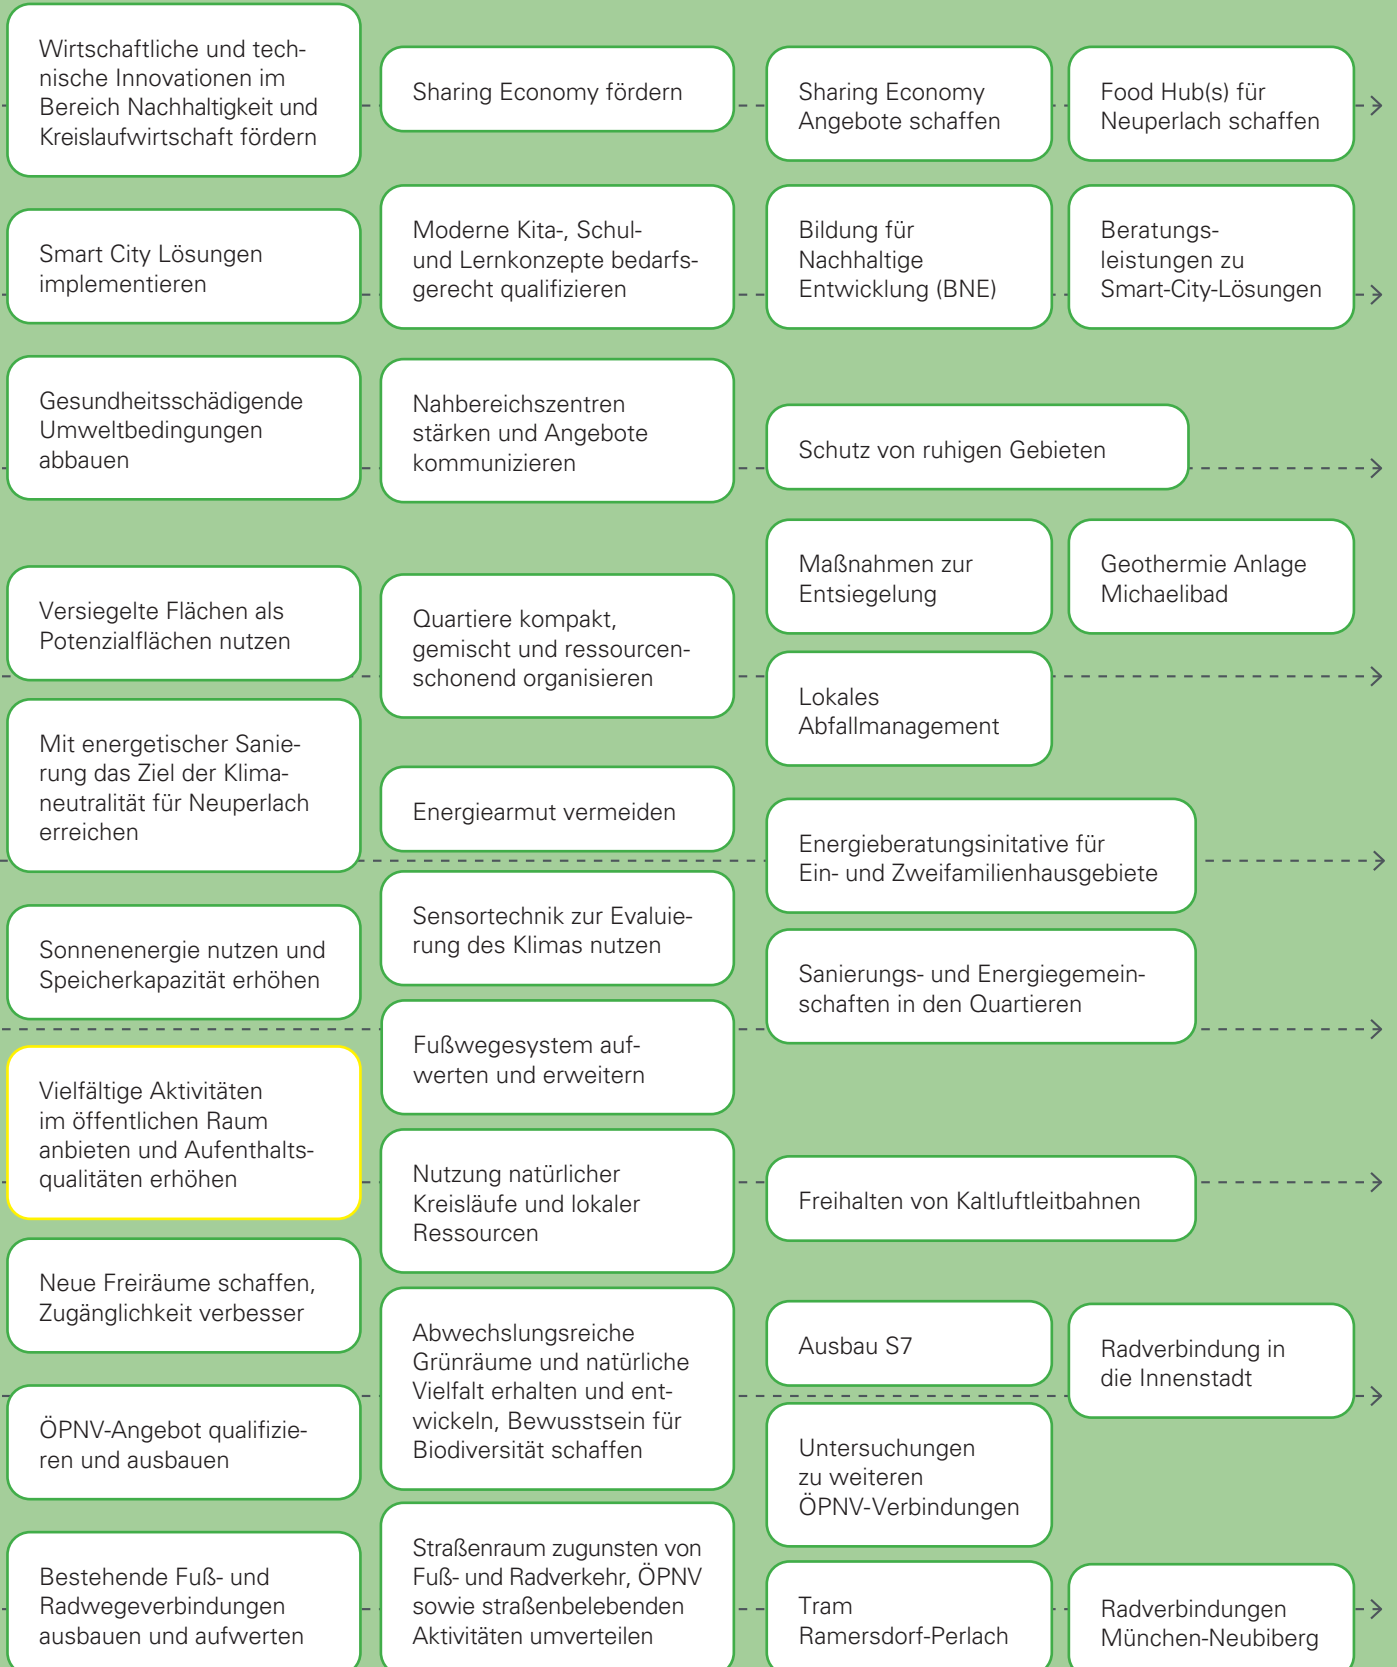 Wirtschaftliche und tech-
nische Innovationen im
Bereich Nachhaltigkeit und
Kreislaufwirtschaft fördern
Sharing Economy fördern
Sharing Economy
Angebote schaffen
Food Hub(s) für
Neuperlach schaffen
Smart City Lösungen
implementieren
Moderne Kita-, Schul-
und Lernkonzepte bedarfs-
gerecht qualifizieren
Bildung für
Nachhaltige
Entwicklung (BNE)
Beratungs-
leistungen zu
Smart-City-Lösungen
Gesundheitsschädigende
Umweltbedingungen
abbauen
Nahbereichszentren
stärken und Angebote
kommunizieren
Schutz von ruhigen Gebieten
Versiegelte Flächen als
Potenzialflächen nutzen
Quartiere kompakt,
gemischt und ressourcen-
schonend organisieren
Maßnahmen zur
Entsiegelung
Geothermie Anlage
Michaelibad
Lokales
Abfallmanagement
Mit energetischer Sanie-
rung das Ziel der Klima-
neutralität für Neuperlach
erreichen
Energiearmut vermeiden
Energieberatungsinitative für
Ein- und Zweifamilienhausgebiete
Sonnenenergie nutzen und
Speicherkapazität erhöhen
Sensortechnik zur Evaluie-
rung des Klimas nutzen
Sanierungs- und Energiegemein-
schaften in den Quartieren
Fußwegesystem auf-
werten und erweitern
Vielfältige Aktivitäten
im öffentlichen Raum
anbieten und Aufenthalts-
qualitäten erhöhen
Nutzung natürlicher
Kreisläufe und lokaler
Ressourcen
Freihalten von Kaltluftleitbahnen
Neue Freiräume schaffen,
Zugänglichkeit verbesser
Abwechslungsreiche
Grünräume und natürliche
Vielfalt erhalten und ent-
wickeln, Bewusstsein für
Biodiversität schaffen
Ausbau S7
Radverbindung in
die Innenstadt
ÖPNV-Angebot qualifizie-
ren und ausbauen
Untersuchungen
zu weiteren
ÖPNV-Verbindungen
Bestehende Fuß- und
Radwegeverbindungen
ausbauen und aufwerten
Straßenraum zugunsten von
Fuß- und Radverkehr, ÖPNV
sowie straßenbelebenden
Aktivitäten umverteilen
Tram
Ramersdorf-Perlach
Radverbindungen
München-Neubiberg